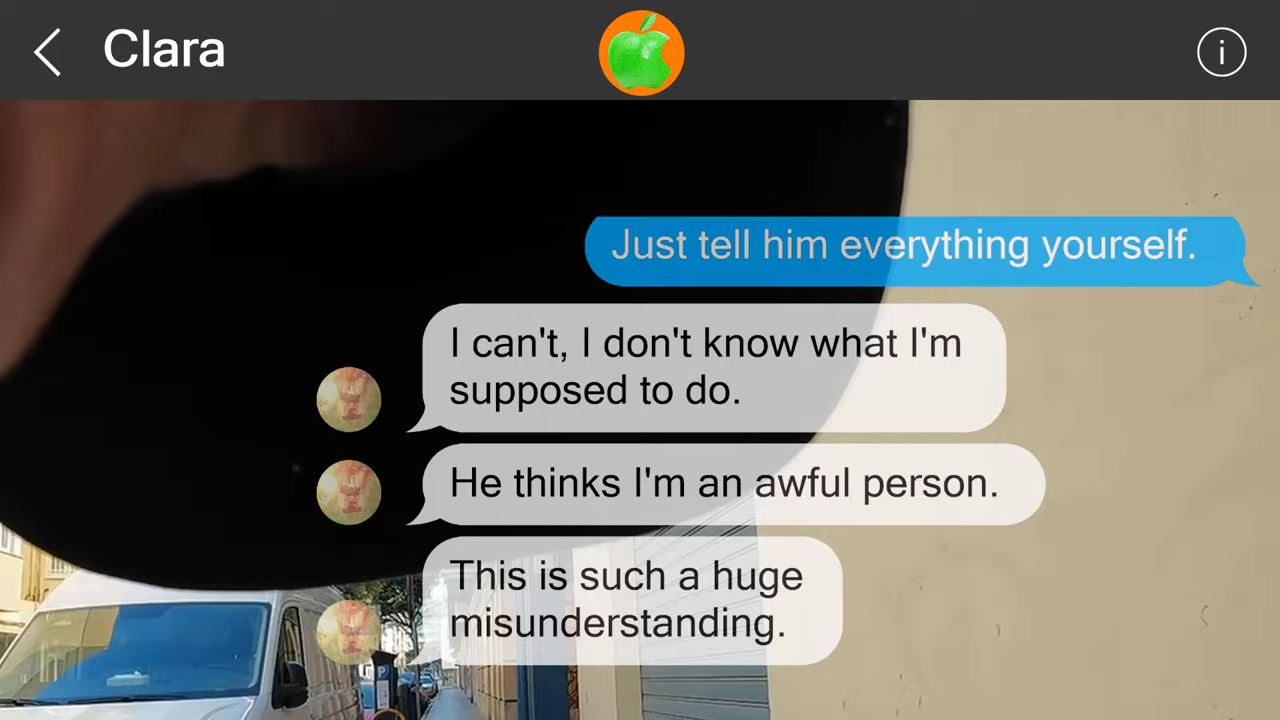 Clara
Just tell him everything yourself.
I can't, I don't know what I'm
supposed to do.
He thinks I'm an awful person.
This is such a huge
misunderstanding.